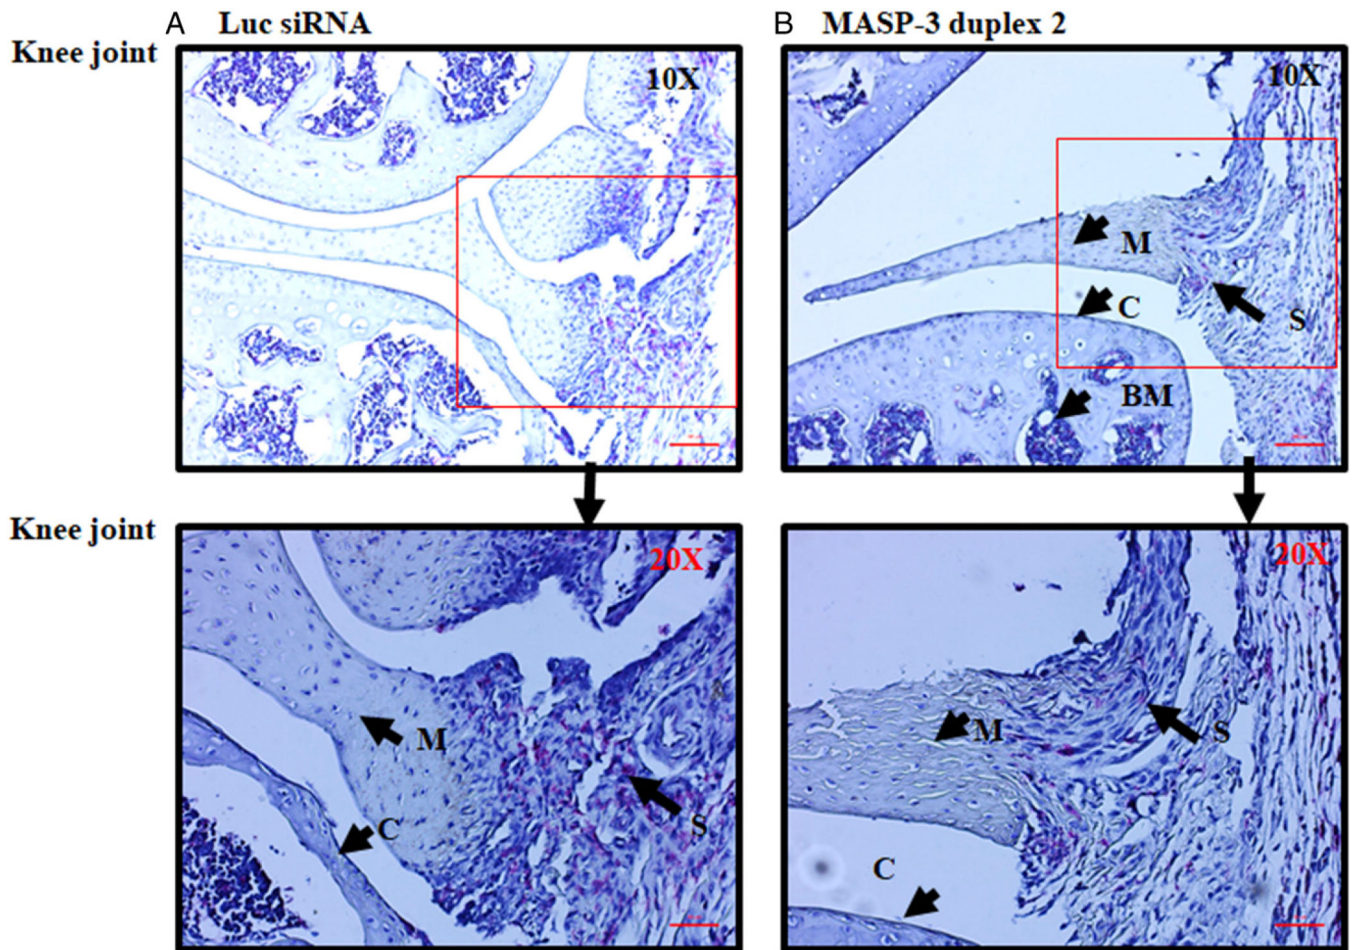 A Luc siRNA
B MASP-3 duplex 2
Knee joint
10X
10X
M
C
S
BM
Knee joint
20X
20X
M
C
S
M
S
C